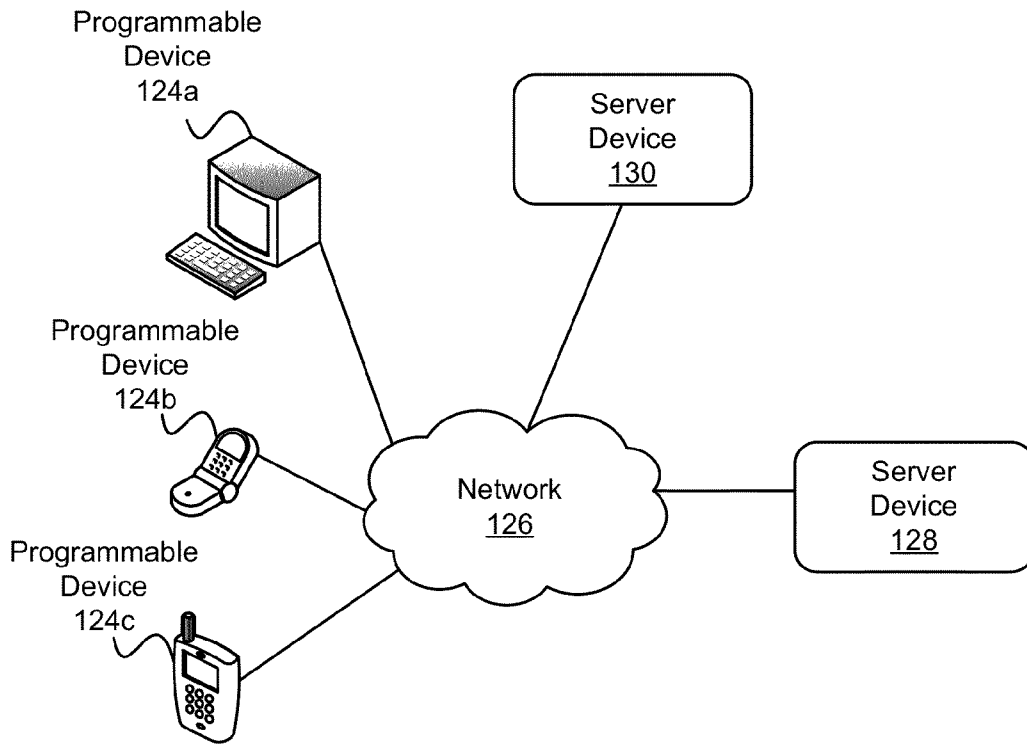 Programmable
Device
124a
Server
Device
130
Programmable
Device
124b
Network
126
Server
Device
128
Programmable
Device
124c